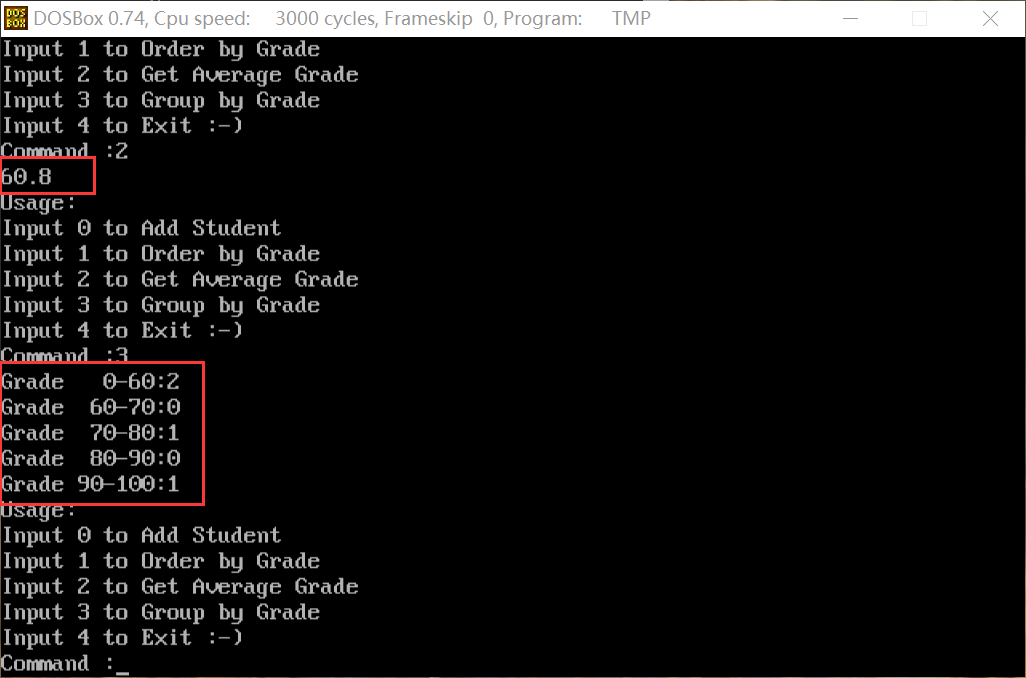 DOS BOX DOSBox 0.74, Cpu speed: 3000 cycles, Frameskip 0, Program: TMP
Input 1 to Order by Grade
Input 2 to Get Average Grade
Input 3 to Group by Grade
Input 4 to Exit :-)
Command :2
60.8
Usage:
Input 0 to Add Student
Input 1 to Order by Grade
Input 2 to Get Average Grade
Input 3 to Group by Grade
Input 4 to Exit :-)
Command :3
Grade   0-60:2
Grade  60-70:0
Grade  70-80:1
Grade  80-90:0
Grade 90-100:1
Usage:
Input 0 to Add Student
Input 1 to Order by Grade
Input 2 to Get Average Grade
Input 3 to Group by Grade
Input 4 to Exit :-)
Command :_